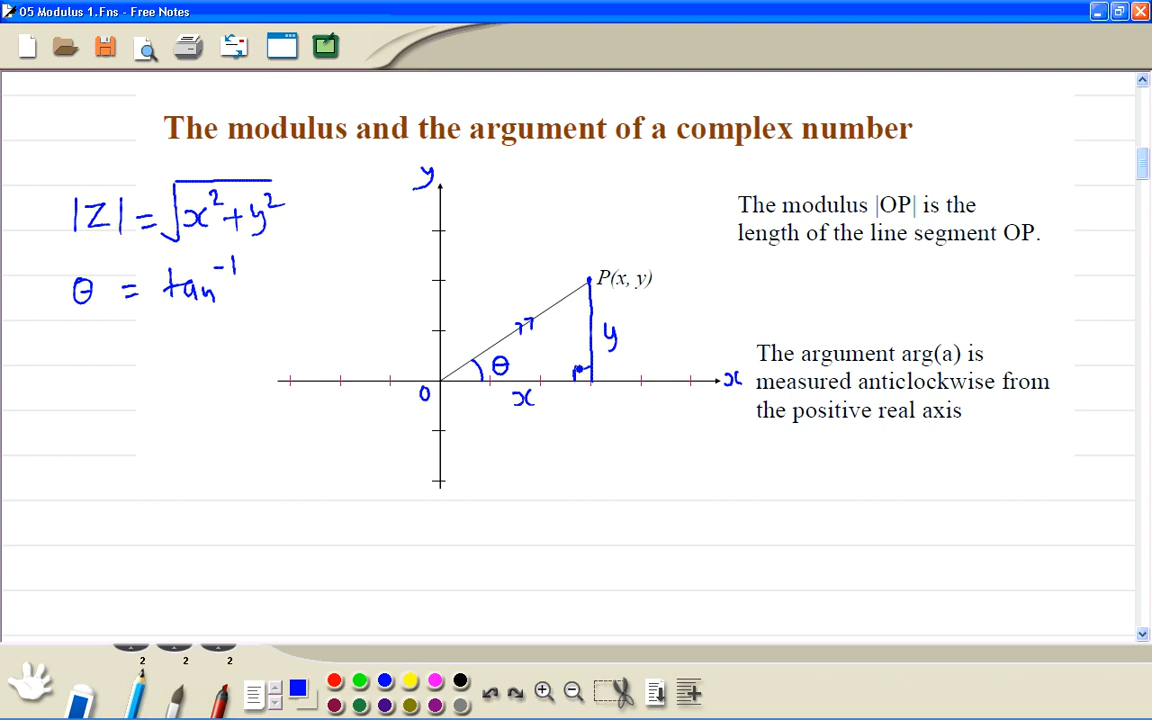 05 Modulus 1.Fns - Free Notes
The modulus and the argument of a complex number
|Z| = √x²+y²
θ = tan⁻¹
y
P(x, y)
y
θ
x
0
x
The modulus |OP| is the
length of the line segment OP.
The argument arg(a) is
measured anticlockwise from
the positive real axis
2
2
2